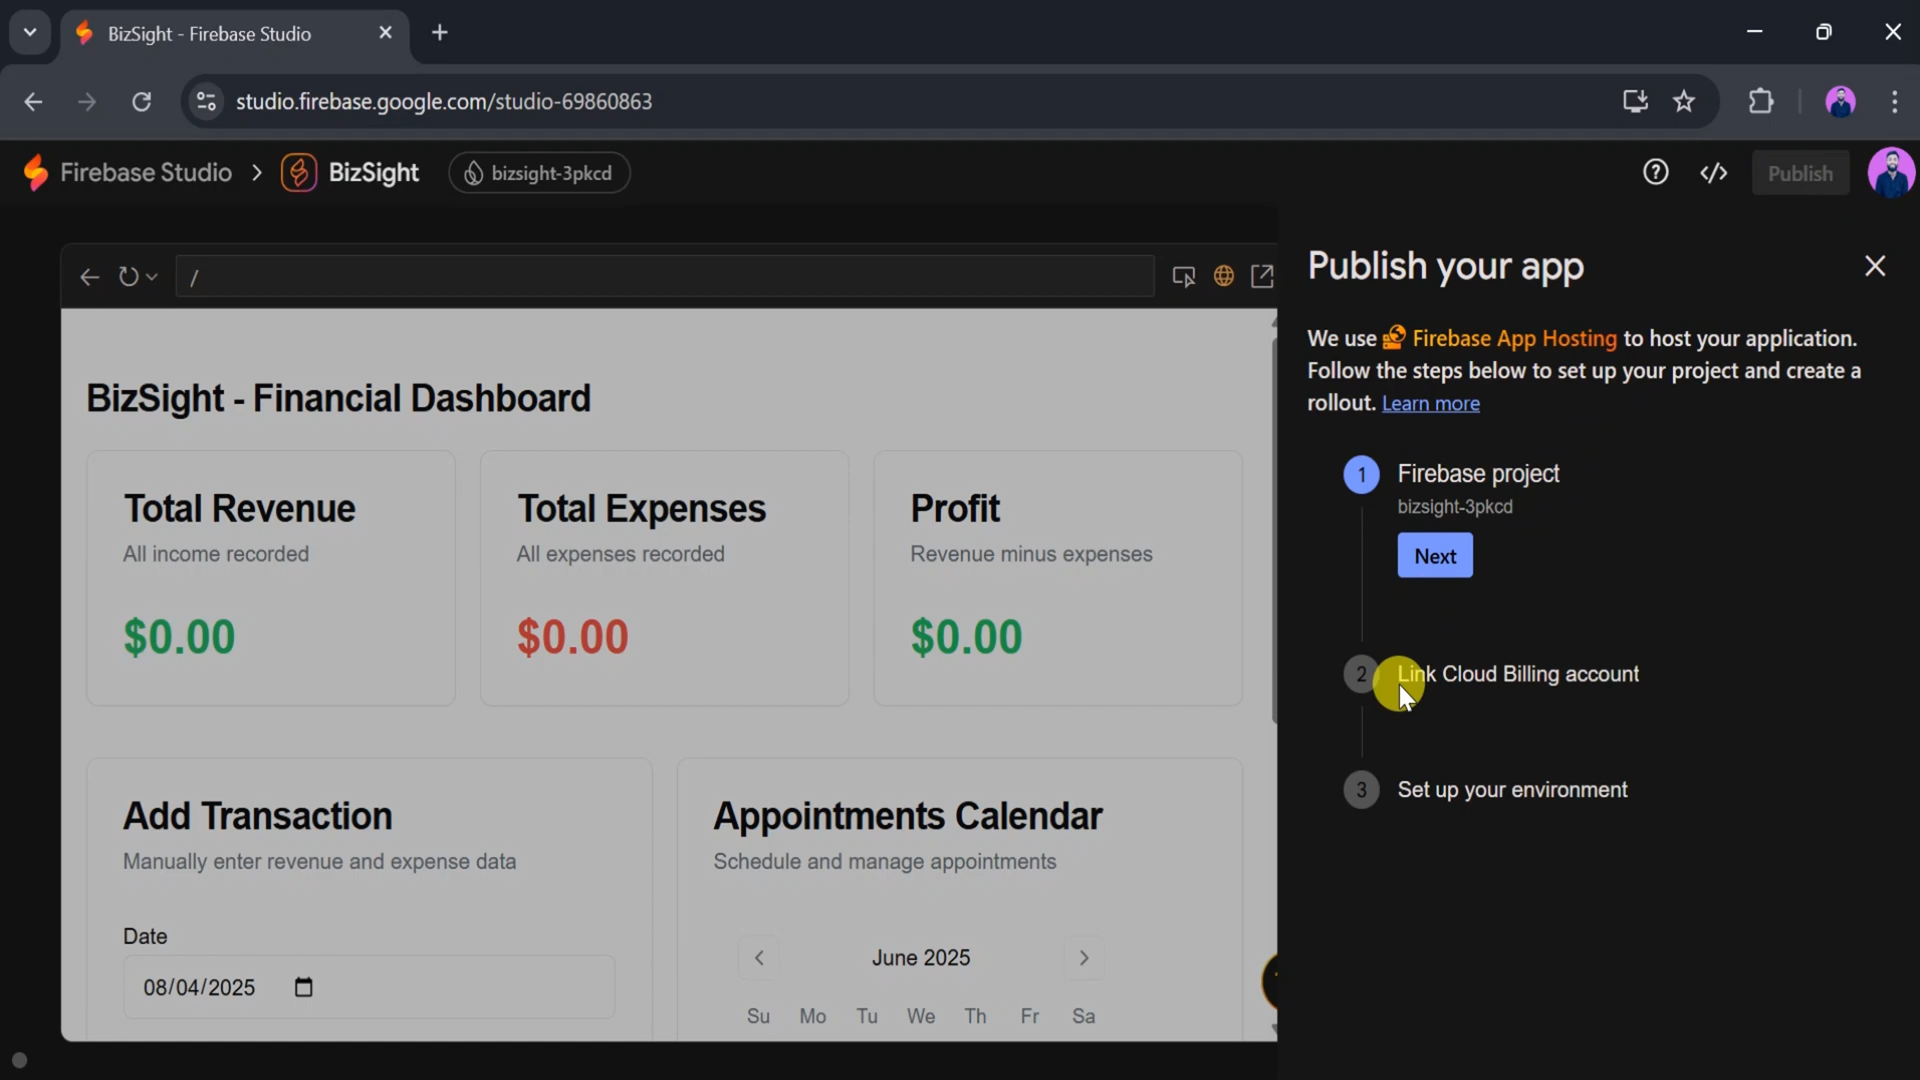 BizSight - Firebase Studio
studio.firebase.google.com/studio-69860863
Firebase Studio > BizSight bizsight-3pkcd
Publish
/
BizSight - Financial Dashboard
Total Revenue
All income recorded
$0.00
Total Expenses
All expenses recorded
$0.00
Profit
Revenue minus expenses
$0.00
Add Transaction
Manually enter revenue and expense data
Date
08/04/2025
Appointments Calendar
Schedule and manage appointments
June 2025
Su Mo Tu We Th Fr Sa
Publish your app
We use Firebase App Hosting to host your application.
Follow the steps below to set up your project and create a
rollout. Learn more
1 Firebase project
bizsight-3pkcd
Next
2 Link Cloud Billing account
3 Set up your environment